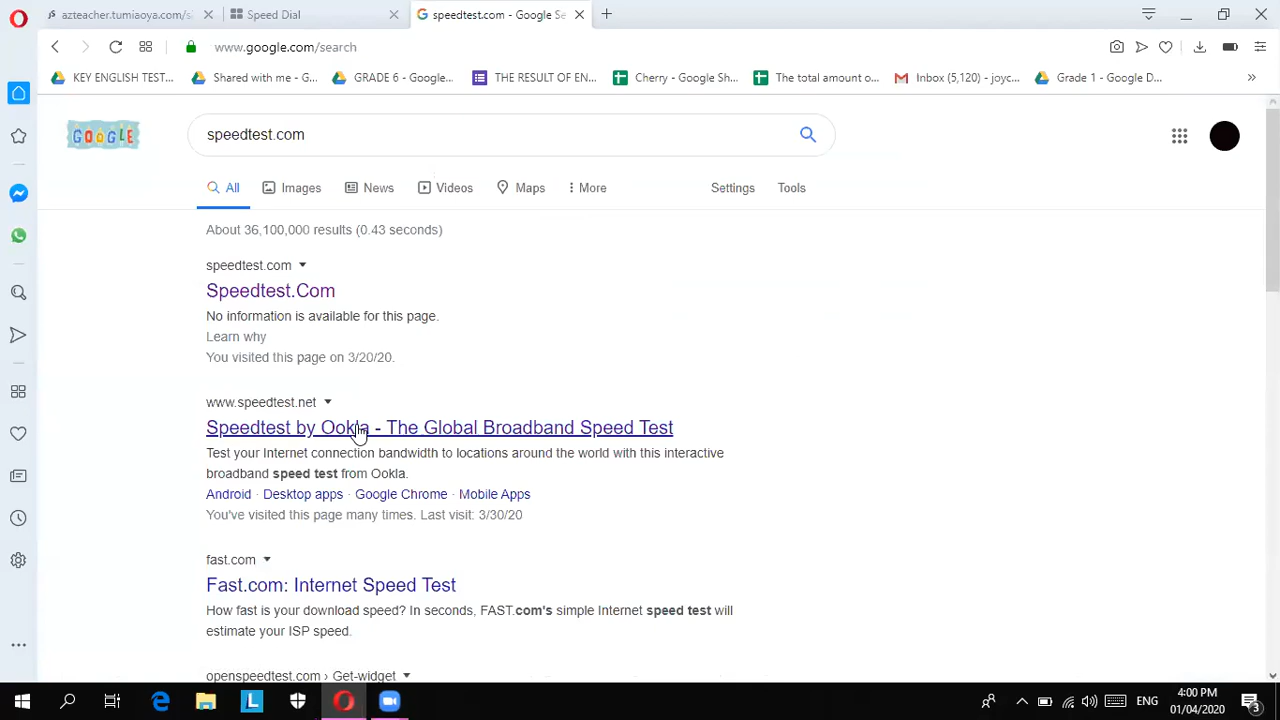 azteacher.tumiaoya.com/s
Speed Dial
speedtest.com - Google Se
www.google.com/search
KEY ENGLISH TEST...
Shared with me - G...
GRADE 6 - Google...
THE RESULT OF EN...
Cherry - Google Sh...
The total amount o...
Inbox (5,120) - joyc...
Grade 1 - Google D...
GOOGLE
speedtest.com
All
Images
News
Videos
Maps
More
Settings
Tools
About 36,100,000 results (0.43 seconds)
speedtest.com
Speedtest.Com
No information is available for this page.
Learn why
You visited this page on 3/20/20.
www.speedtest.net
Speedtest by Ookla - The Global Broadband Speed Test
Test your Internet connection bandwidth to locations around the world with this interactive
broadband speed test from Ookla.
Android · Desktop apps · Google Chrome · Mobile Apps
You've visited this page many times. Last visit: 3/30/20
fast.com
Fast.com: Internet Speed Test
How fast is your download speed? In seconds, FAST.com's simple Internet speed test will
estimate your ISP speed.
openspeedtest.com › Get-widget
L
ENG
4:00 PM
01/04/2020
3